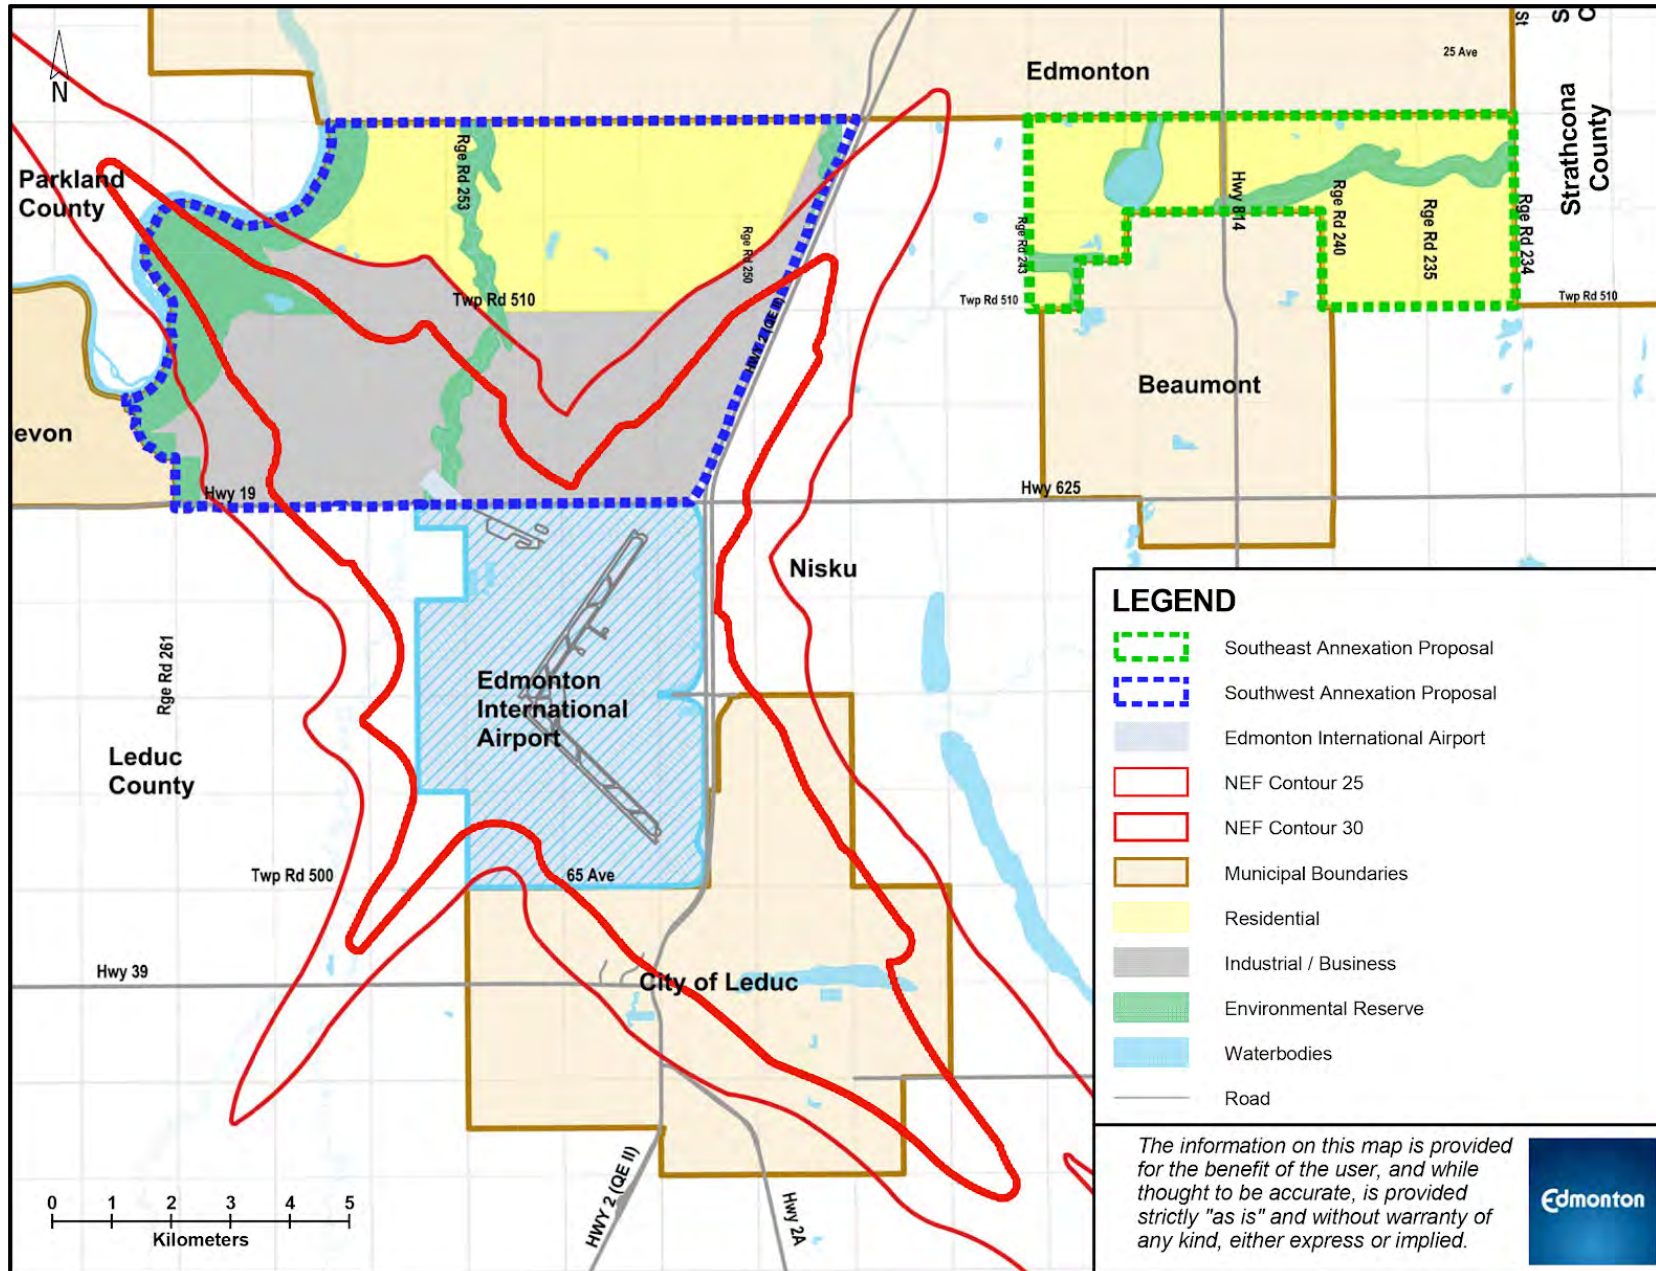 N
Edmonton
25 Ave
St
S
C
Strathcona
County
Parkland
County
Rge Rd 253
Rge Rd 250
Twp Rd 510
HWY 2 (QE II)
Rge Rd 243
Hwy 814
Rge Rd 240
Rge Rd 235
Rge Rd 234
Twp Rd 510
Twp Rd 510
Beaumont
evon
Hwy 19
Hwy 625
Nisku
Rge Rd 261
Edmonton
International
Airport
Leduc
County
Twp Rd 500
65 Ave
Hwy 39
City of Leduc
HWY 2 (QE II)
Hwy 2A
0 1 2 3 4 5
Kilometers
LEGEND
Southeast Annexation Proposal
Southwest Annexation Proposal
Edmonton International Airport
NEF Contour 25
NEF Contour 30
Municipal Boundaries
Residential
Industrial / Business
Environmental Reserve
Waterbodies
Road
The information on this map is provided
for the benefit of the user, and while
thought to be accurate, is provided
strictly "as is" and without warranty of
any kind, either express or implied.
Edmonton